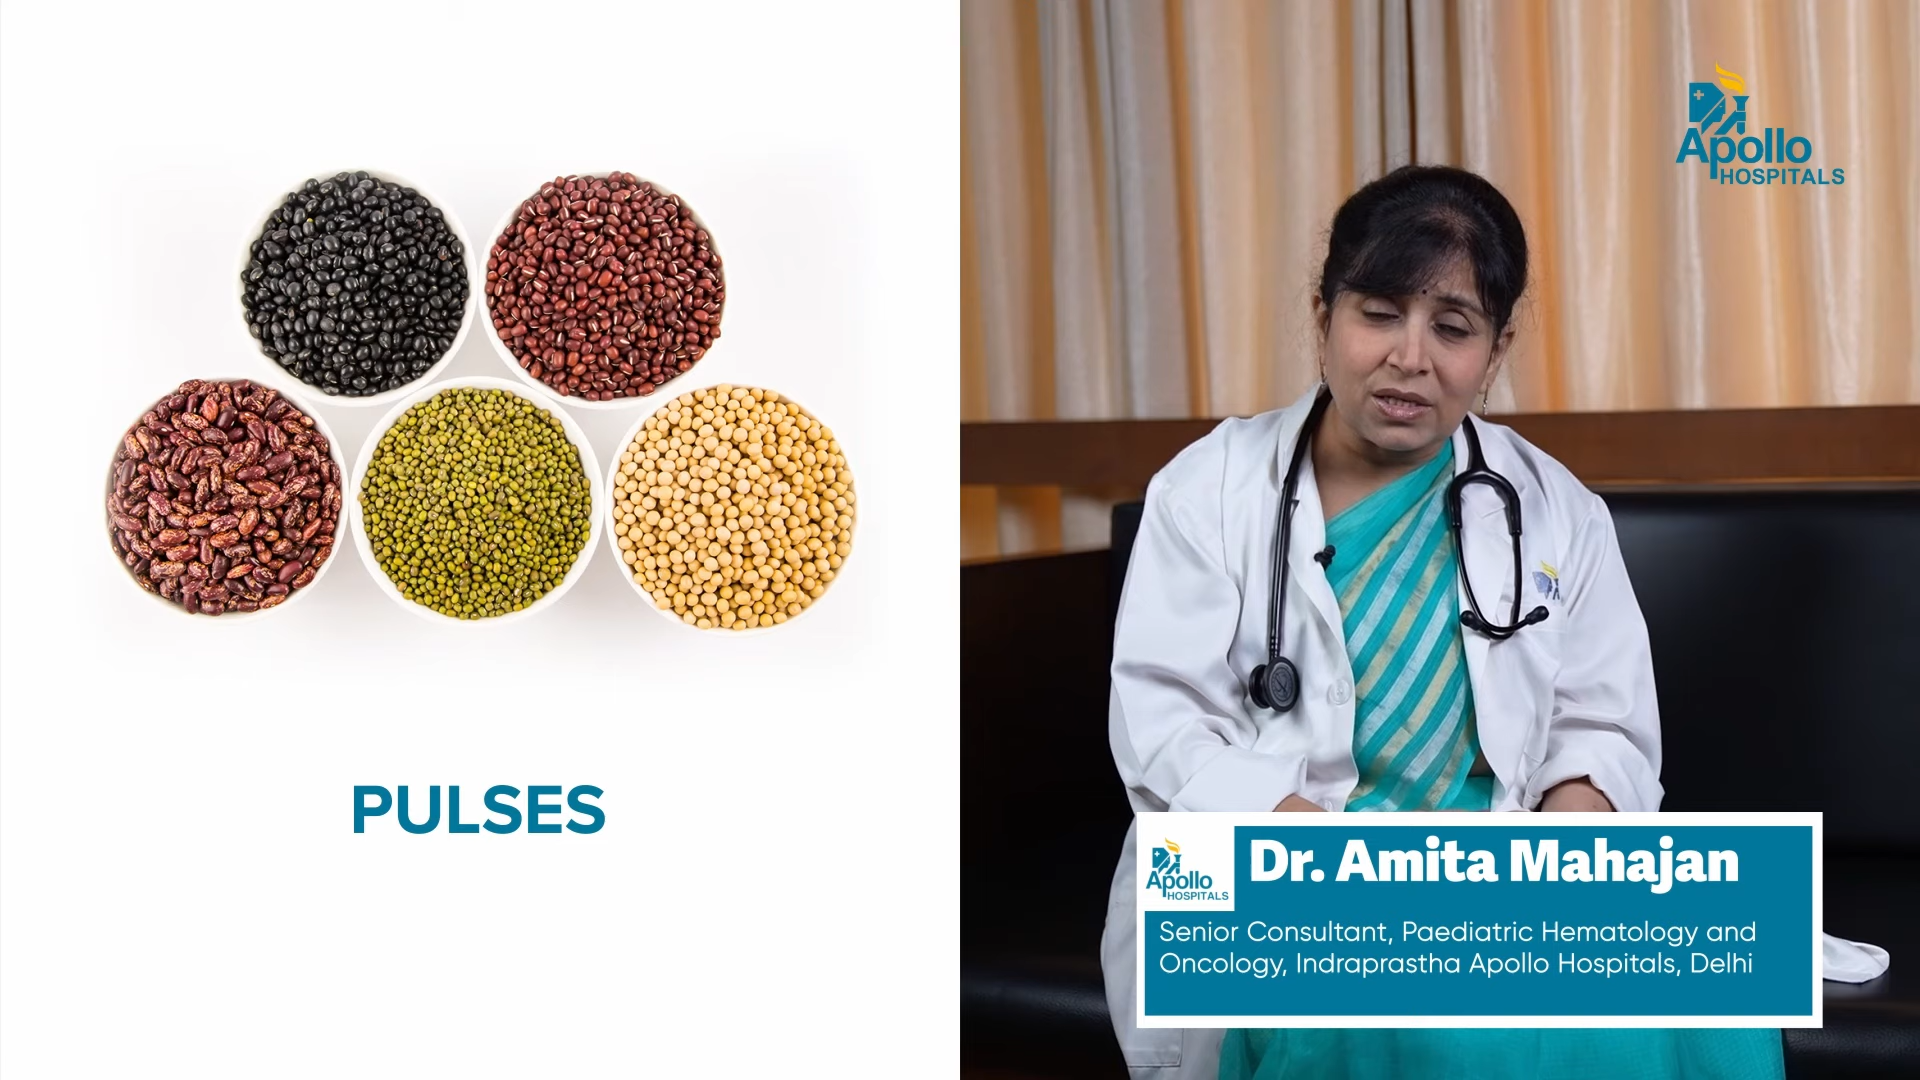 PULSES
Apollo
HOSPITALS
Apollo
HOSPITALS
Dr. Amita Mahajan
Senior Consultant, Paediatric Hematology and
Oncology, Indraprastha Apollo Hospitals, Delhi